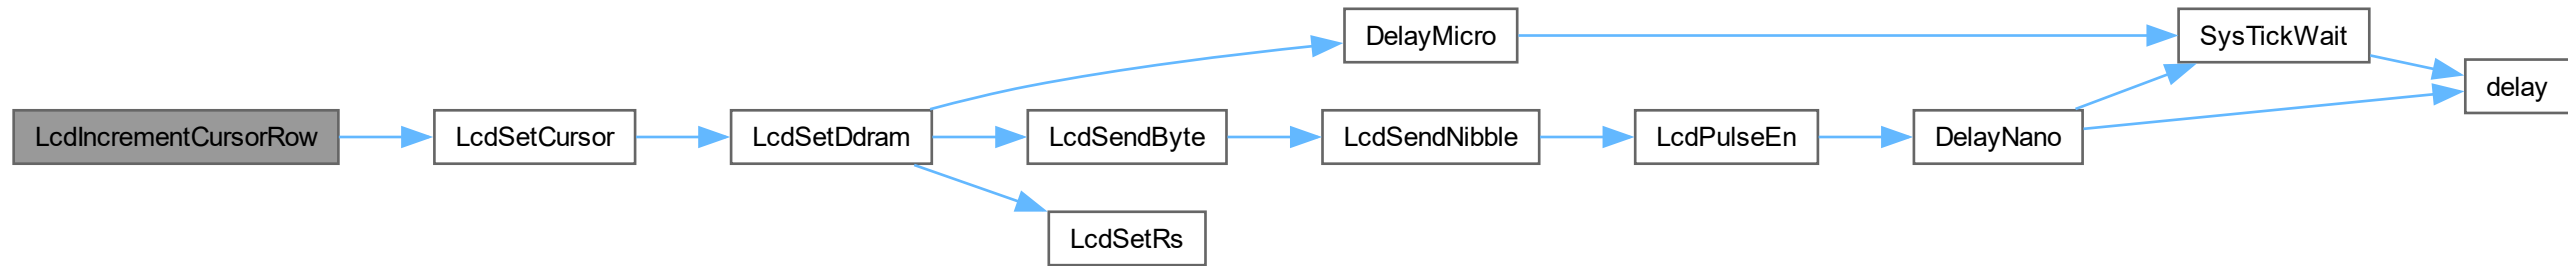 LcdIncrementCursorRow
LcdSetCursor
LcdSetDdram
DelayMicro
LcdSendByte
LcdSetRs
LcdSendNibble
LcdPulseEn
DelayNano
SysTickWait
delay